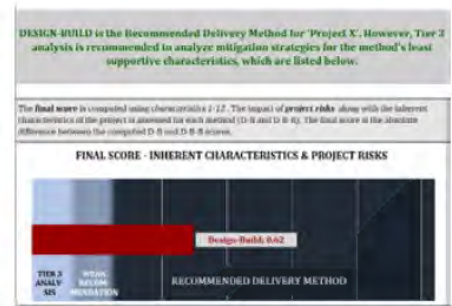 DESIGN-BUILD is the Recommended Delivery Method for 'Project X'. However, Tier 3
analysis is recommended to analyze mitigation strategies for the method's least
supportive characteristics, which are listed below.
The final score is computed using characteristics 1-12. The impact of project risks along with the inherent
characteristics of the project is assessed for each method (D-B and D-B-B). The final score is the absolute
difference between the computed D-B and D-B-B scores.
FINAL SCORE - INHERENT CHARACTERISTICS & PROJECT RISKS
Design-Build; 0.62
TIER 3
ANALY-
SIS
WEAK
RECOM-
MENDATION
RECOMMENDED DELIVERY METHOD